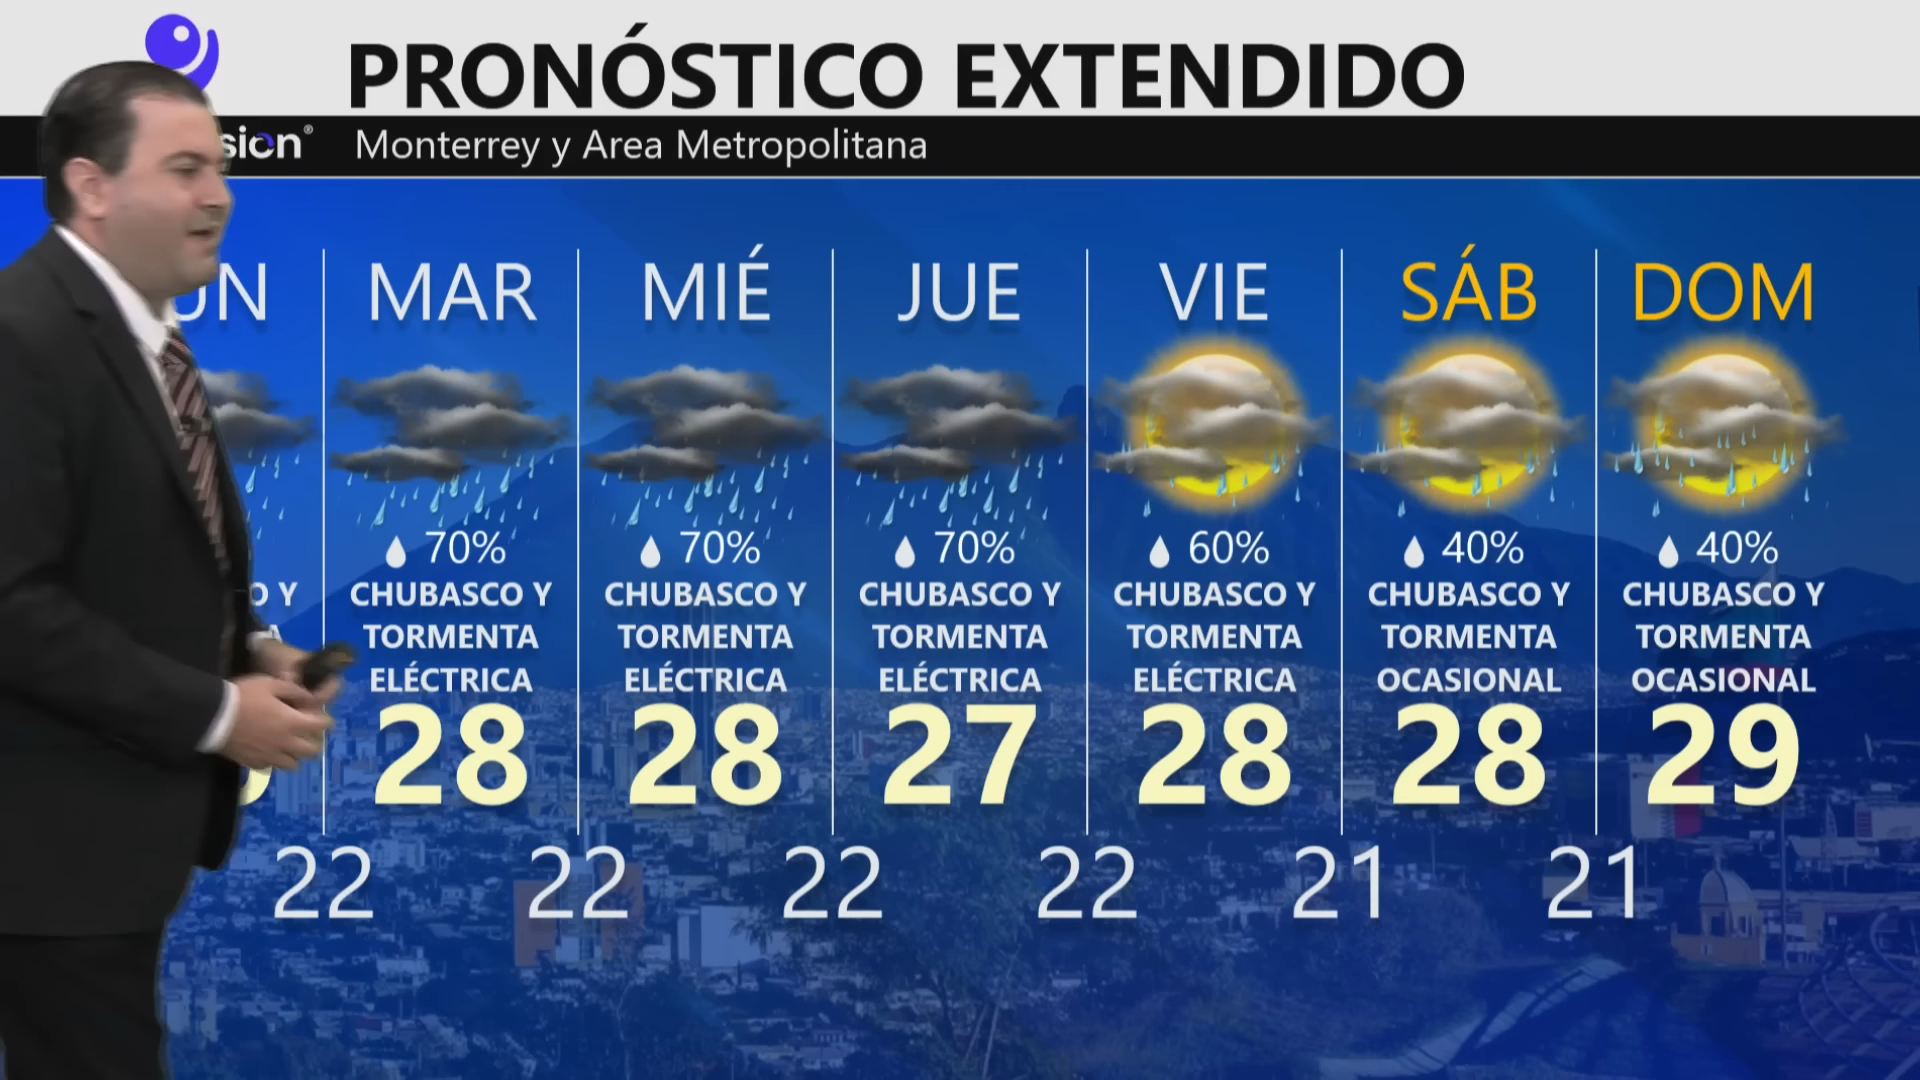 PRONÓSTICO EXTENDIDO
Monterrey y Area Metropolitana
MAR
MIÉ
JUE
VIE
SÁB
DOM
70%
70%
70%
60%
40%
40%
CHUBASCO Y
TORMENTA
ELÉCTRICA
CHUBASCO Y
TORMENTA
ELÉCTRICA
CHUBASCO Y
TORMENTA
ELÉCTRICA
CHUBASCO Y
TORMENTA
ELÉCTRICA
CHUBASCO Y
TORMENTA
OCASIONAL
CHUBASCO Y
TORMENTA
OCASIONAL
28
28
27
28
28
29
22
22
22
22
21
21